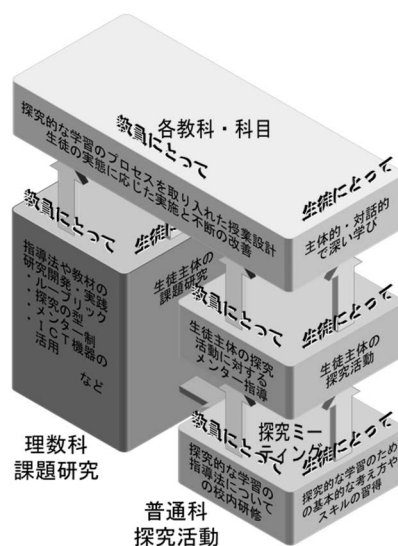 各教科・科目
教員にとって
生徒にとって
探究的な学習のプロセスを取り入れた授業設計
生徒の実態に応じた実施と不断の改善
主体的・対話的
で深い学び
教員にとって
生徒にとって
指導法や教材の
研究開発・実践
・ルーブリック
・探究の型
・メンター制
・ICT機器の
活用
など
生徒主体の
課題研究
教員にとって
生徒にとって
生徒主体の探究
活動に対する
メンター指導
生徒主体の
探究活動
探究ミー
ティング
教員にとって
生徒にとって
探究的な学習の
指導法について
の校内研修
探究的な学習のため
の基本的な考え方や
スキルの習得
理数科
課題研究
普通科
探究活動